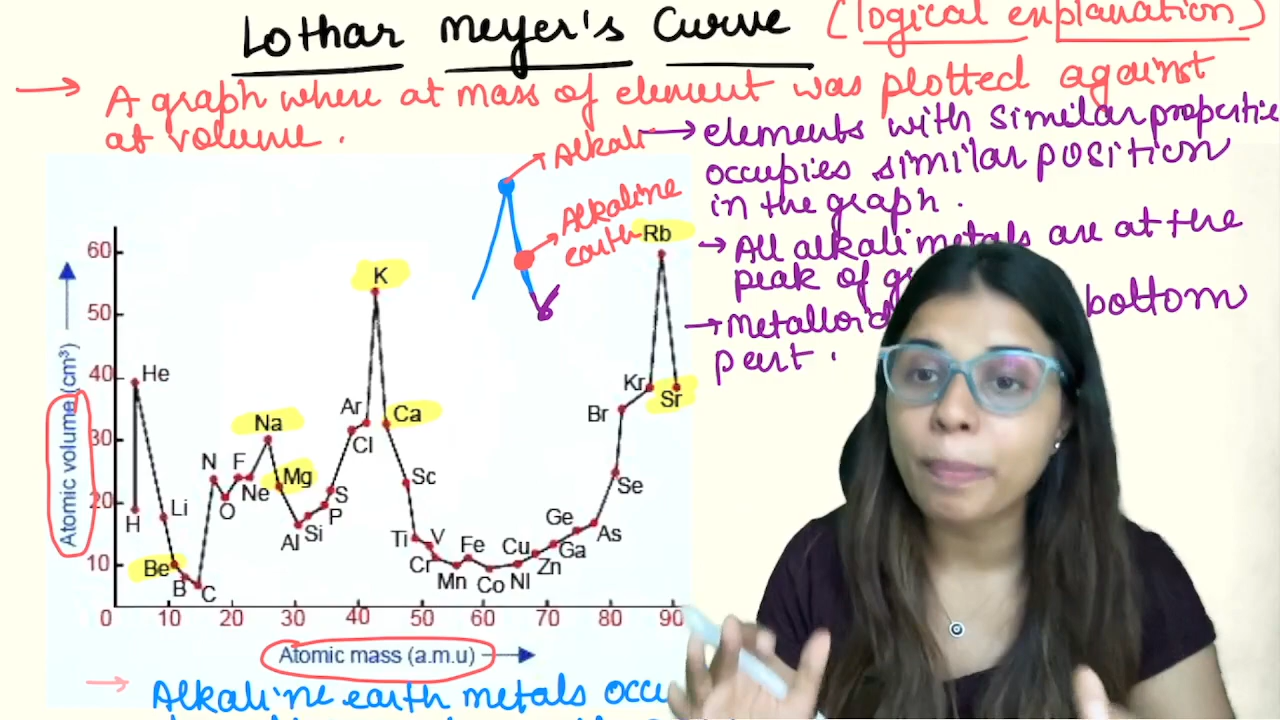 Lothar Meyer's Curve (logical explanation)
→ A graph where at mass of element was plotted against
at volume.
Alkali
→ elements with similar propertie
occupies similar position
in the graph.
Alkaline
earth
→ All alkali metals are at the
peak of
→ Metalloid bottom
part.
60
50
40
30
20
10
0 10 20 30 40 50 60 70 80 90
Atomic volume (cm³)
Atomic mass (a.m.u)
H
He
Li
Be
B
C
N
O
F
Ne
Na
Mg
Al
Si
P
S
Cl
Ar
K
Ca
Sc
Ti
V
Cr
Mn
Fe
Co
NI
Cu
Zn
Ga
Ge
As
Se
Br
Kr
Rb
Sr
→ Alkaline earth metals occu